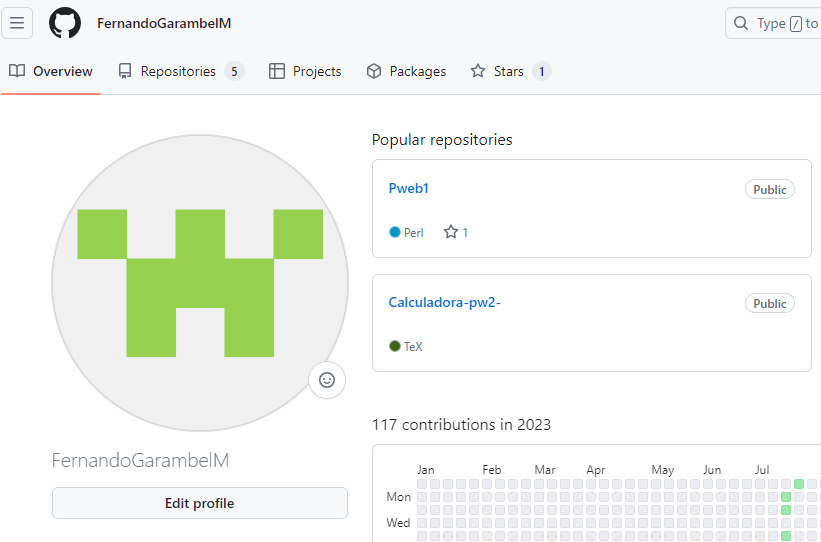 FernandoGarambelM
Type / to
Overview
Repositories 5
Projects
Packages
Stars 1
Popular repositories
Pweb1
Public
Perl
1
Calculadora-pw2-
Public
TeX
117 contributions in 2023
Jan Feb Mar Apr May Jun Jul
Mon
Wed
FernandoGarambelM
Edit profile